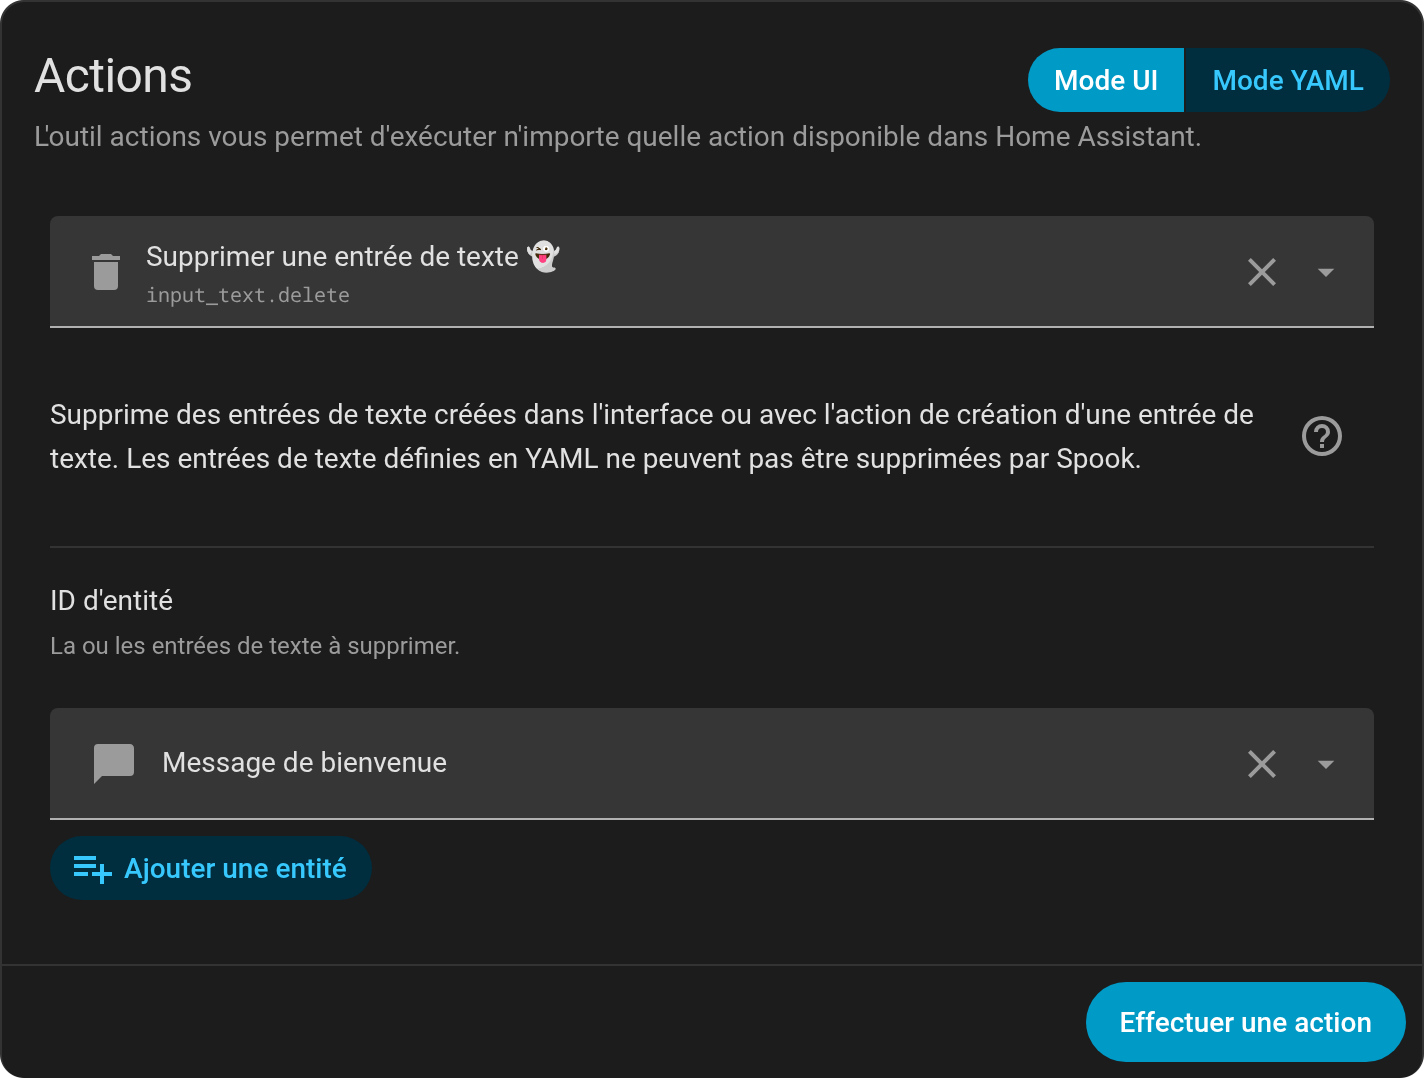 Actions
Mode UI
Mode YAML
L'outil actions vous permet d'exécuter n'importe quelle action disponible dans Home Assistant.
Supprimer une entrée de texte 👻
input_text.delete
Supprime des entrées de texte créées dans l'interface ou avec l'action de création d'une entrée de
texte. Les entrées de texte définies en YAML ne peuvent pas être supprimées par Spook.
ID d'entité
La ou les entrées de texte à supprimer.
Message de bienvenue
Ajouter une entité
Effectuer une action